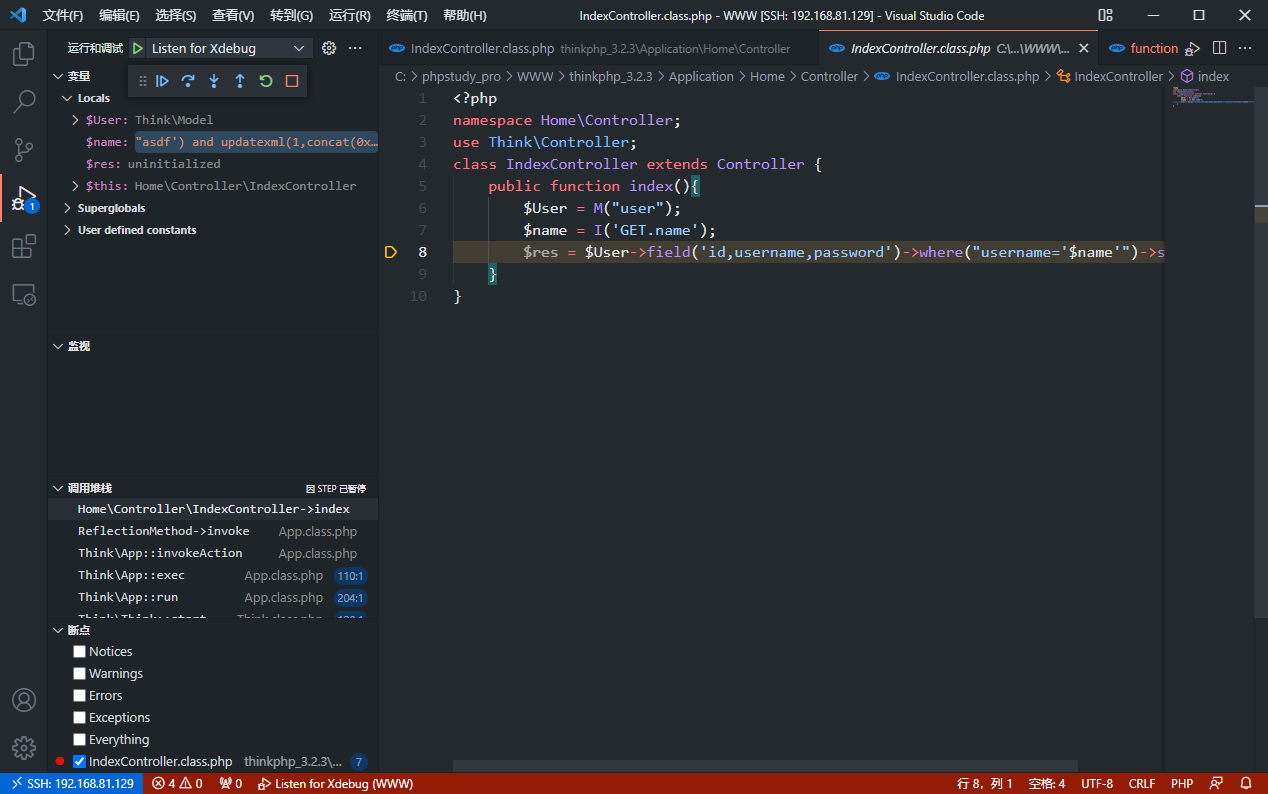 文件(F) 编辑(E) 选择(S) 查看(V) 转到(G) 运行(R) 终端(T) 帮助(H) IndexController.class.php - WWW [SSH: 192.168.81.129] - Visual Studio Code
运行和调试 Listen for Xdebug
IndexController.class.php thinkphp_3.2.3\Application\Home\Controller IndexController.class.php C:\...\WWW\... function
变量
Locals
$User: Think\Model
$name: "asdf') and updatexml(1,concat(0x…
$res: uninitialized
$this: Home\Controller\IndexController
Superglobals
User defined constants
监视
调用堆栈 因 STEP 已暂停
Home\Controller\IndexController->index
ReflectionMethod->invoke App.class.php
Think\App::invokeAction App.class.php
Think\App::exec App.class.php 110:1
Think\App::run App.class.php 204:1
Think\Think::start Think.class.php
断点
Notices
Warnings
Errors
Exceptions
Everything
IndexController.class.php thinkphp_3.2.3\... 7
1
C: > phpstudy_pro > WWW > thinkphp_3.2.3 > Application > Home > Controller > IndexController.class.php > IndexController > index
1 <?php
2 namespace Home\Controller;
3 use Think\Controller;
4 class IndexController extends Controller {
5 public function index(){
6 $User = M("user");
7 $name = I('GET.name');
8 $res = $User->field('id,username,password')->where("username='$name'")->s
9 }
10 }
SSH: 192.168.81.129 4 0 0 Listen for Xdebug (WWW) 行 8，列 1 空格: 4 UTF-8 CRLF PHP